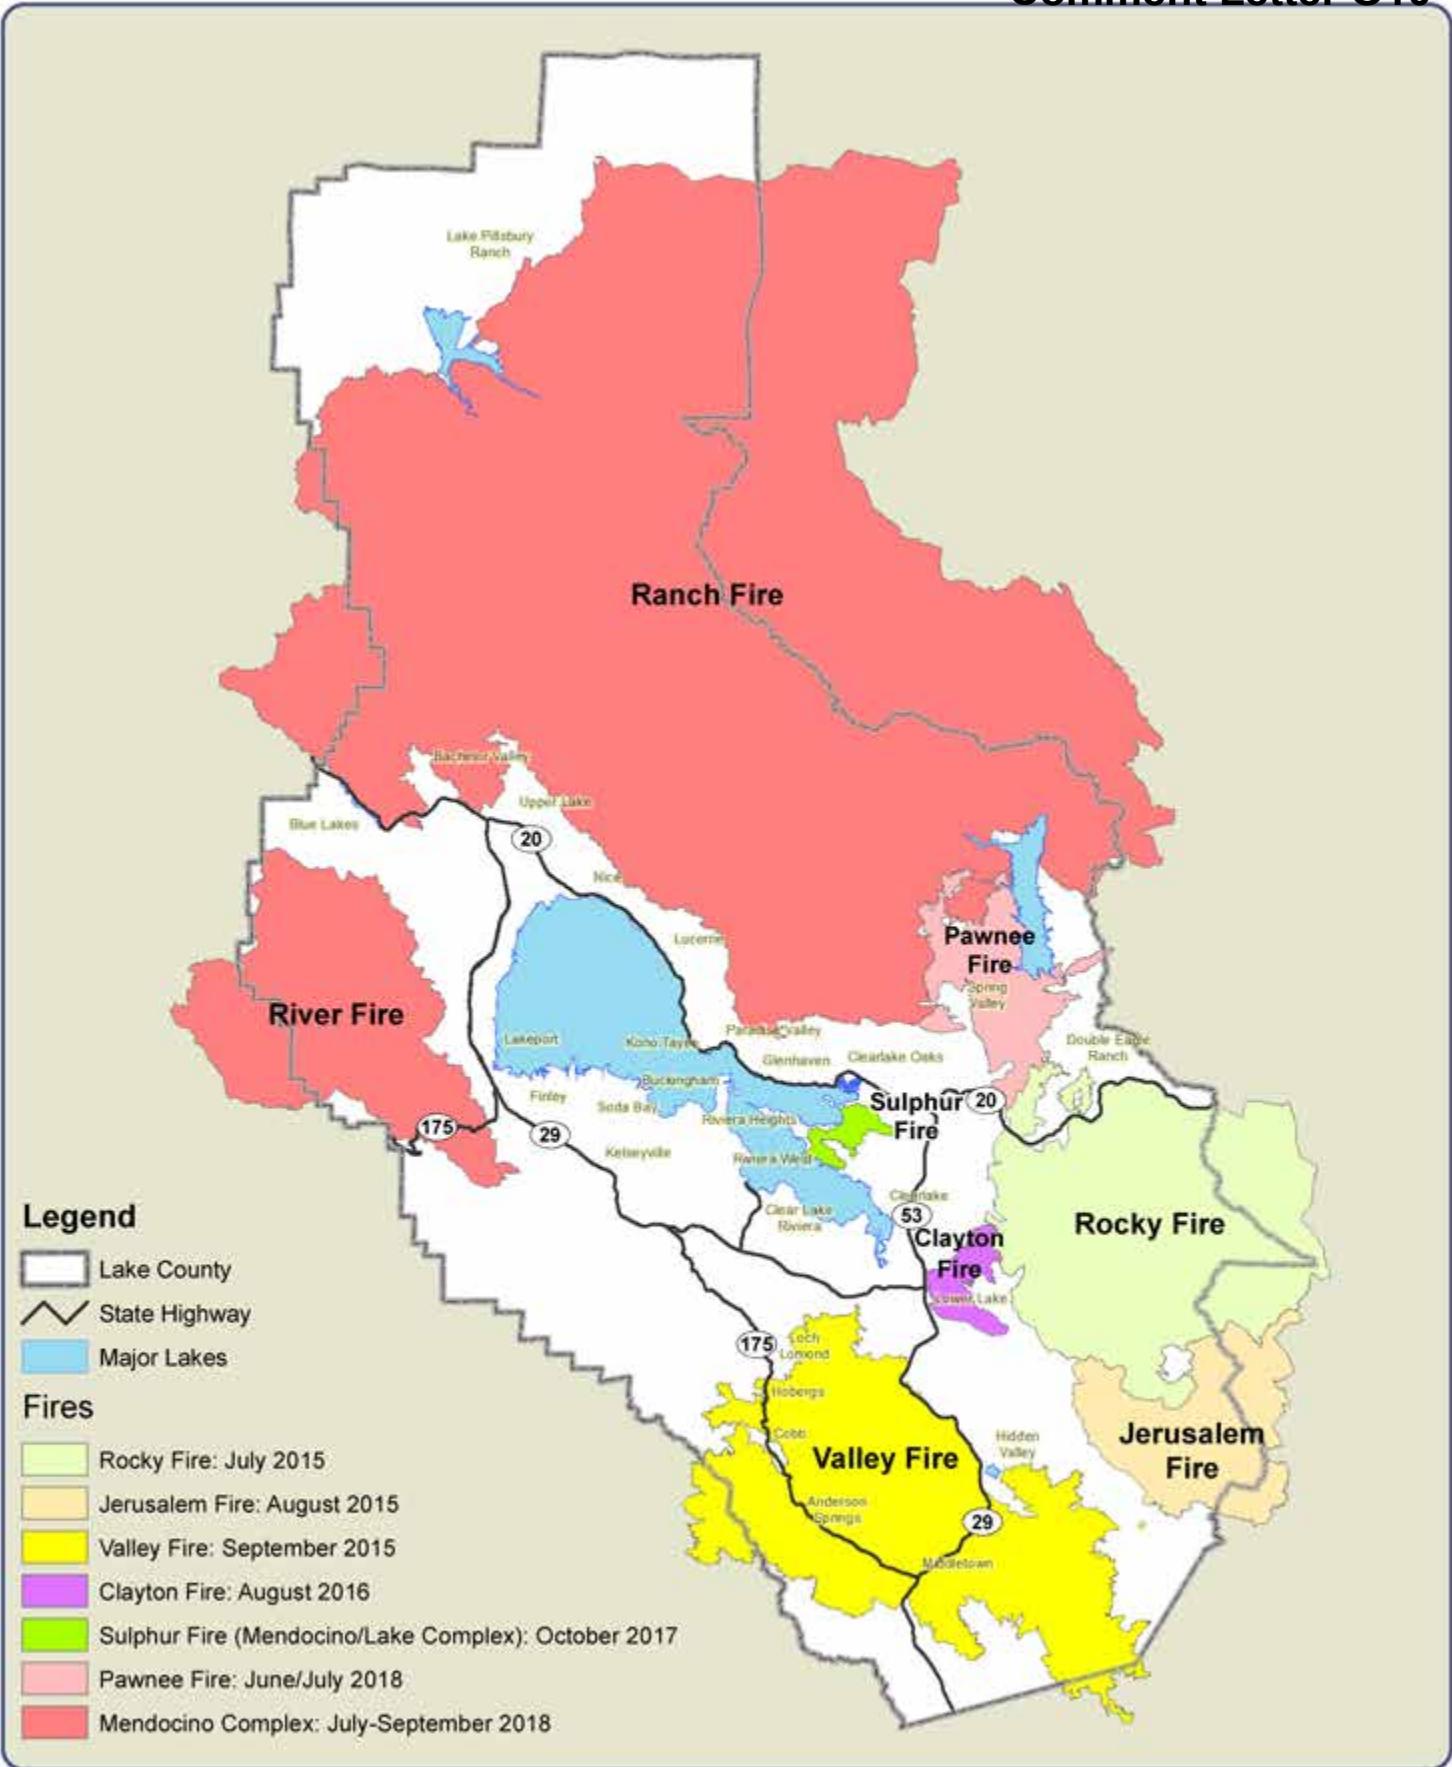 Lake Pillsbury
Ranch
Ranch Fire
Bachelor Valley
Upper Lake
Blue Lakes
20
Nice
Lucerne
Pawnee
Fire
Spring
Valley
River Fire
Lakeport
Kono Tayee
Paradise Valley
Glenhaven
Clearlake Oaks
Double Eagle
Ranch
Buckingham
Finley
Soda Bay
Riviera Heights
Sulphur
Fire
20
175
29
Kelseyville
Riviera West
Clearlake
Clear Lake
Riviera
53
Clayton
Fire
Rocky Fire
Lower Lake
175
Loch
Lomond
Hobergs
Cobb
Valley Fire
Hidden
Valley
Jerusalem
Fire
Anderson
Springs
29
Middletown
Legend
Lake County
State Highway
Major Lakes
Fires
Rocky Fire: July 2015
Jerusalem Fire: August 2015
Valley Fire: September 2015
Clayton Fire: August 2016
Sulphur Fire (Mendocino/Lake Complex): October 2017
Pawnee Fire: June/July 2018
Mendocino Complex: July-September 2018